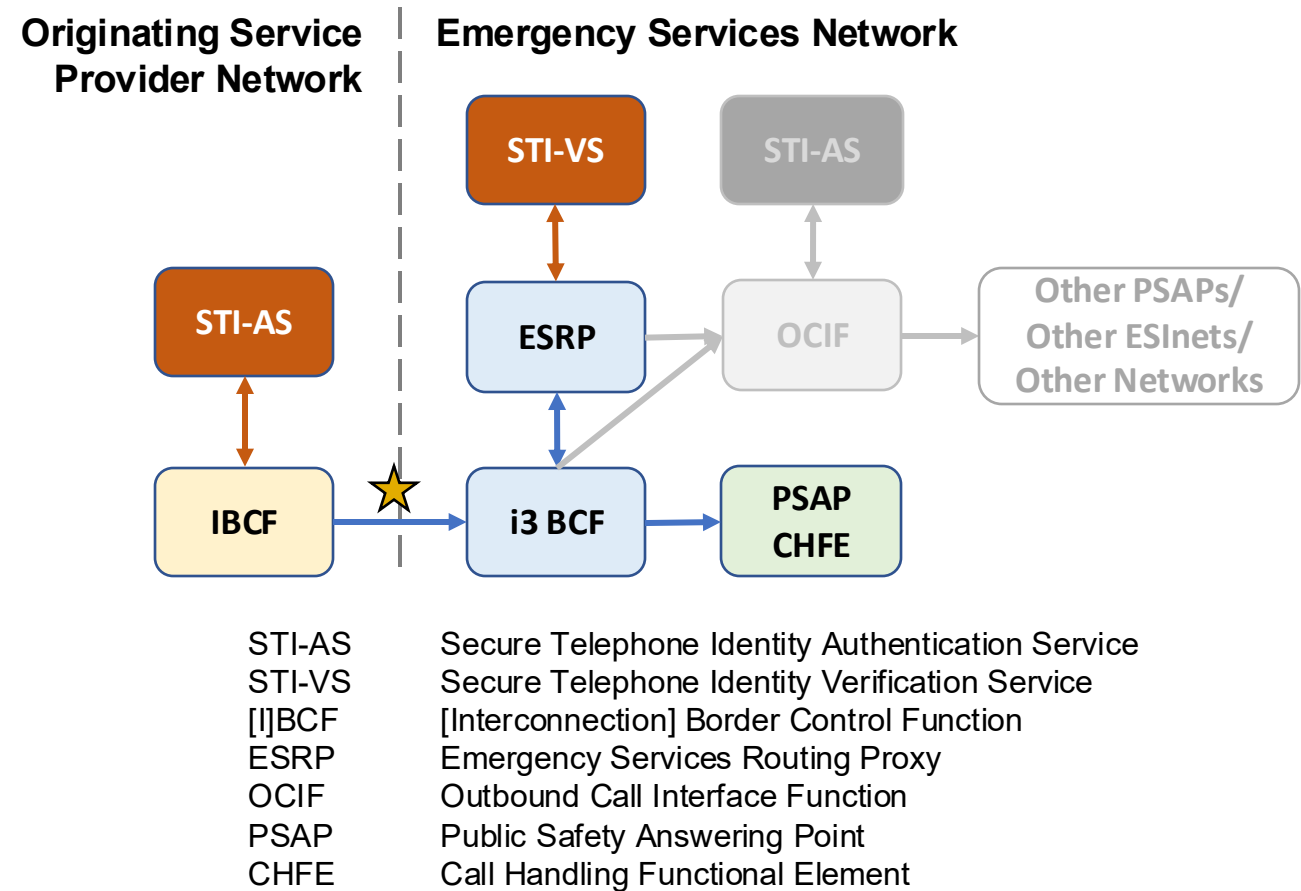 Originating Service
Provider Network
Emergency Services Network
STI-VS
STI-AS
STI-AS
ESRP
OCIF
Other PSAPs/
Other ESInets/
Other Networks
IBCF
i3 BCF
PSAP
CHFE
STI-AS Secure Telephone Identity Authentication Service
STI-VS Secure Telephone Identity Verification Service
[I]BCF [Interconnection] Border Control Function
ESRP Emergency Services Routing Proxy
OCIF Outbound Call Interface Function
PSAP Public Safety Answering Point
CHFE Call Handling Functional Element